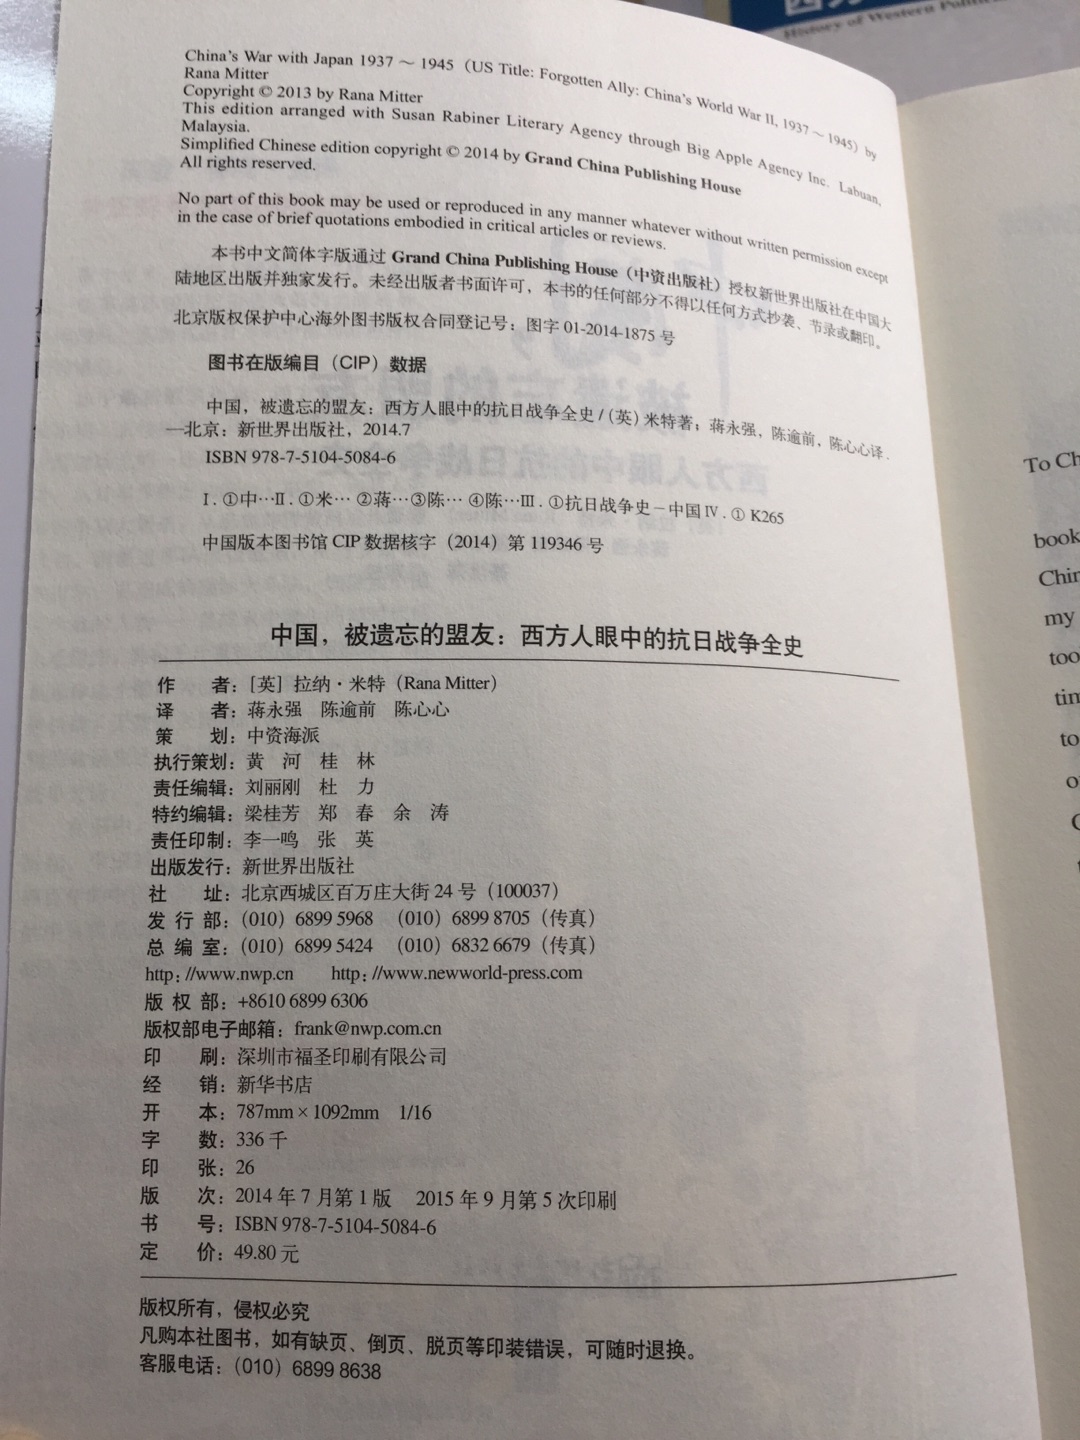 History of Western Politic
China's War with Japan 1937～1945（US Title: Forgotten Ally: China's World War II, 1937～1945）by
Rana Mitter
Copyright © 2013 by Rana Mitter
This edition arranged with Susan Rabiner Literary Agency through Big Apple Agency Inc. Labuan,
Malaysia.
Simplified Chinese edition copyright © 2014 by Grand China Publishing House
All rights reserved.
No part of this book may be used or reproduced in any manner whatever without written permission except
in the case of brief quotations embodied in critical articles or reviews.
本书中文简体字版通过 Grand China Publishing House（中资出版社）授权新世界出版社在中国大
陆地区出版并独家发行。未经出版者书面许可，本书的任何部分不得以任何方式抄袭、节录或翻印。
北京版权保护中心海外图书版权合同登记号：图字 01-2014-1875 号
图书在版编目（CIP）数据
中国，被遗忘的盟友：西方人眼中的抗日战争全史/（英）米特著；蒋永强，陈逾前，陈心心译.
—北京：新世界出版社，2014.7
ISBN 978-7-5104-5084-6
Ⅰ.①中…Ⅱ.①米… ②蒋…③陈… ④陈…Ⅲ.①抗日战争史－中国Ⅳ.① K265
中国版本图书馆 CIP 数据核字（2014）第 119346 号
中国，被遗忘的盟友：西方人眼中的抗日战争全史
作 者：[英] 拉纳·米特（Rana Mitter）
译 者：蒋永强 陈逾前 陈心心
策 划：中资海派
执行策划：黄 河 桂 林
责任编辑：刘丽刚 杜 力
特约编辑：梁桂芳 郑 春 余 涛
责任印制：李一鸣 张 英
出版发行：新世界出版社
社 址：北京西城区百万庄大街 24 号（100037）
发 行 部：（010）6899 5968 （010）6899 8705（传真）
总 编 室：（010）6899 5424 （010）6832 6679（传真）
http://www.nwp.cn http://www.newworld-press.com
版 权 部：+8610 6899 6306
版权部电子邮箱：frank@nwp.com.cn
印 刷：深圳市福圣印刷有限公司
经 销：新华书店
开 本：787mm×1092mm 1/16
字 数：336 千
印 张：26
版 次：2014 年 7 月第 1 版 2015 年 9 月第 5 次印刷
书 号：ISBN 978-7-5104-5084-6
定 价：49.80 元
版权所有，侵权必究
凡购本社图书，如有缺页、倒页、脱页等印装错误，可随时退换。
客服电话：（010）6899 8638
To Ch
book
Chin
my
too
tim
to